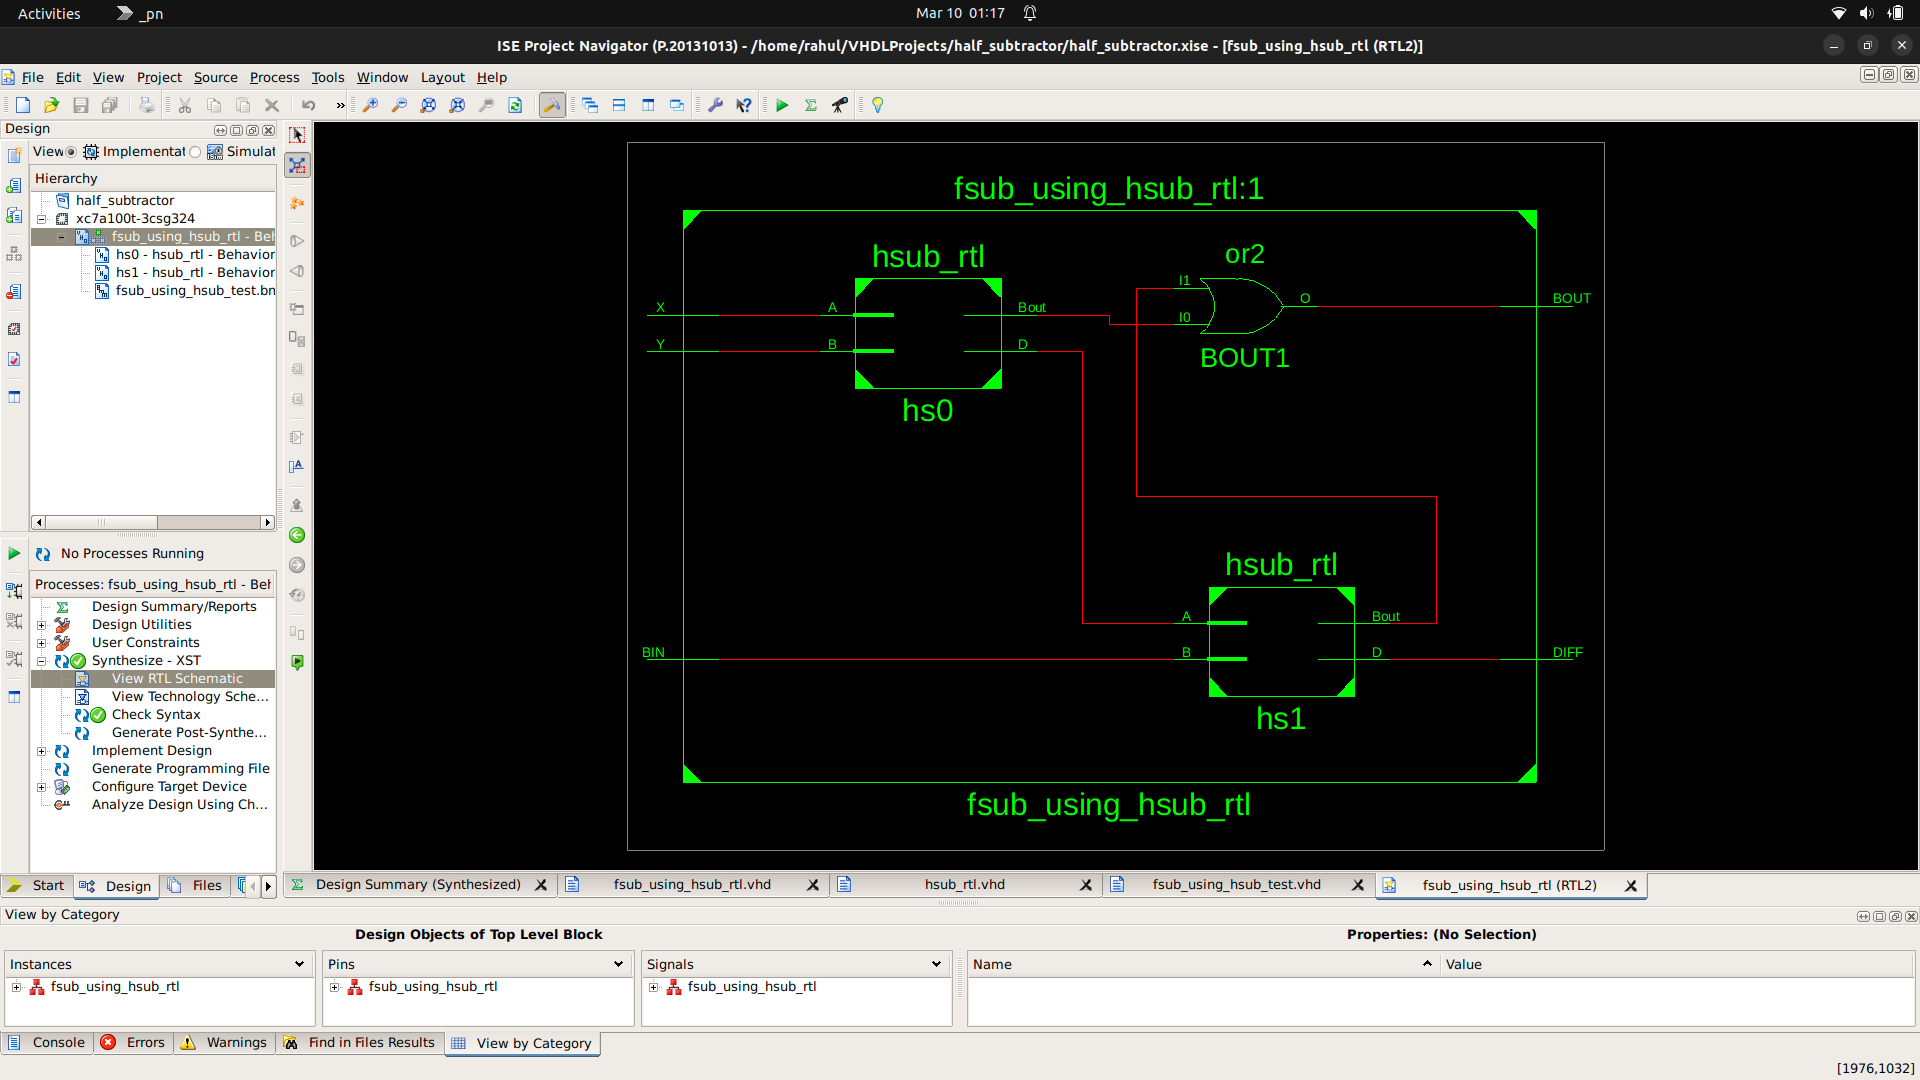 Activities
_pn
Mar 10 01:17
ISE Project Navigator (P.20131013) - /home/rahul/VHDLProjects/half_subtractor/half_subtractor.xise - [fsub_using_hsub_rtl (RTL2)]
File Edit View Project Source Process Tools Window Layout Help
»
Design
View Implementat Simulat
Hierarchy
half_subtractor
xc7a100t-3csg324
fsub_using_hsub_rtl - Beh
hs0 - hsub_rtl - Behavior
hs1 - hsub_rtl - Behavior
fsub_using_hsub_test.bn
No Processes Running
Processes: fsub_using_hsub_rtl - Beh
Design Summary/Reports
Design Utilities
User Constraints
Synthesize - XST
View RTL Schematic
View Technology Sche...
Check Syntax
Generate Post-Synthe...
Implement Design
Generate Programming File
Configure Target Device
Analyze Design Using Ch...
Start
Design
Files
fsub_using_hsub_rtl:1
hsub_rtl
or2
X
A
Bout
I1
O
BOUT
Y
B
D
I0
BOUT1
hs0
hsub_rtl
A
Bout
BIN
B
D
DIFF
hs1
fsub_using_hsub_rtl
Design Summary (Synthesized)
fsub_using_hsub_rtl.vhd
hsub_rtl.vhd
fsub_using_hsub_test.vhd
fsub_using_hsub_rtl (RTL2)
View by Category
Design Objects of Top Level Block
Properties: (No Selection)
Instances
Pins
Signals
Name
Value
fsub_using_hsub_rtl
fsub_using_hsub_rtl
fsub_using_hsub_rtl
Console
Errors
Warnings
Find in Files Results
View by Category
[1976,1032]